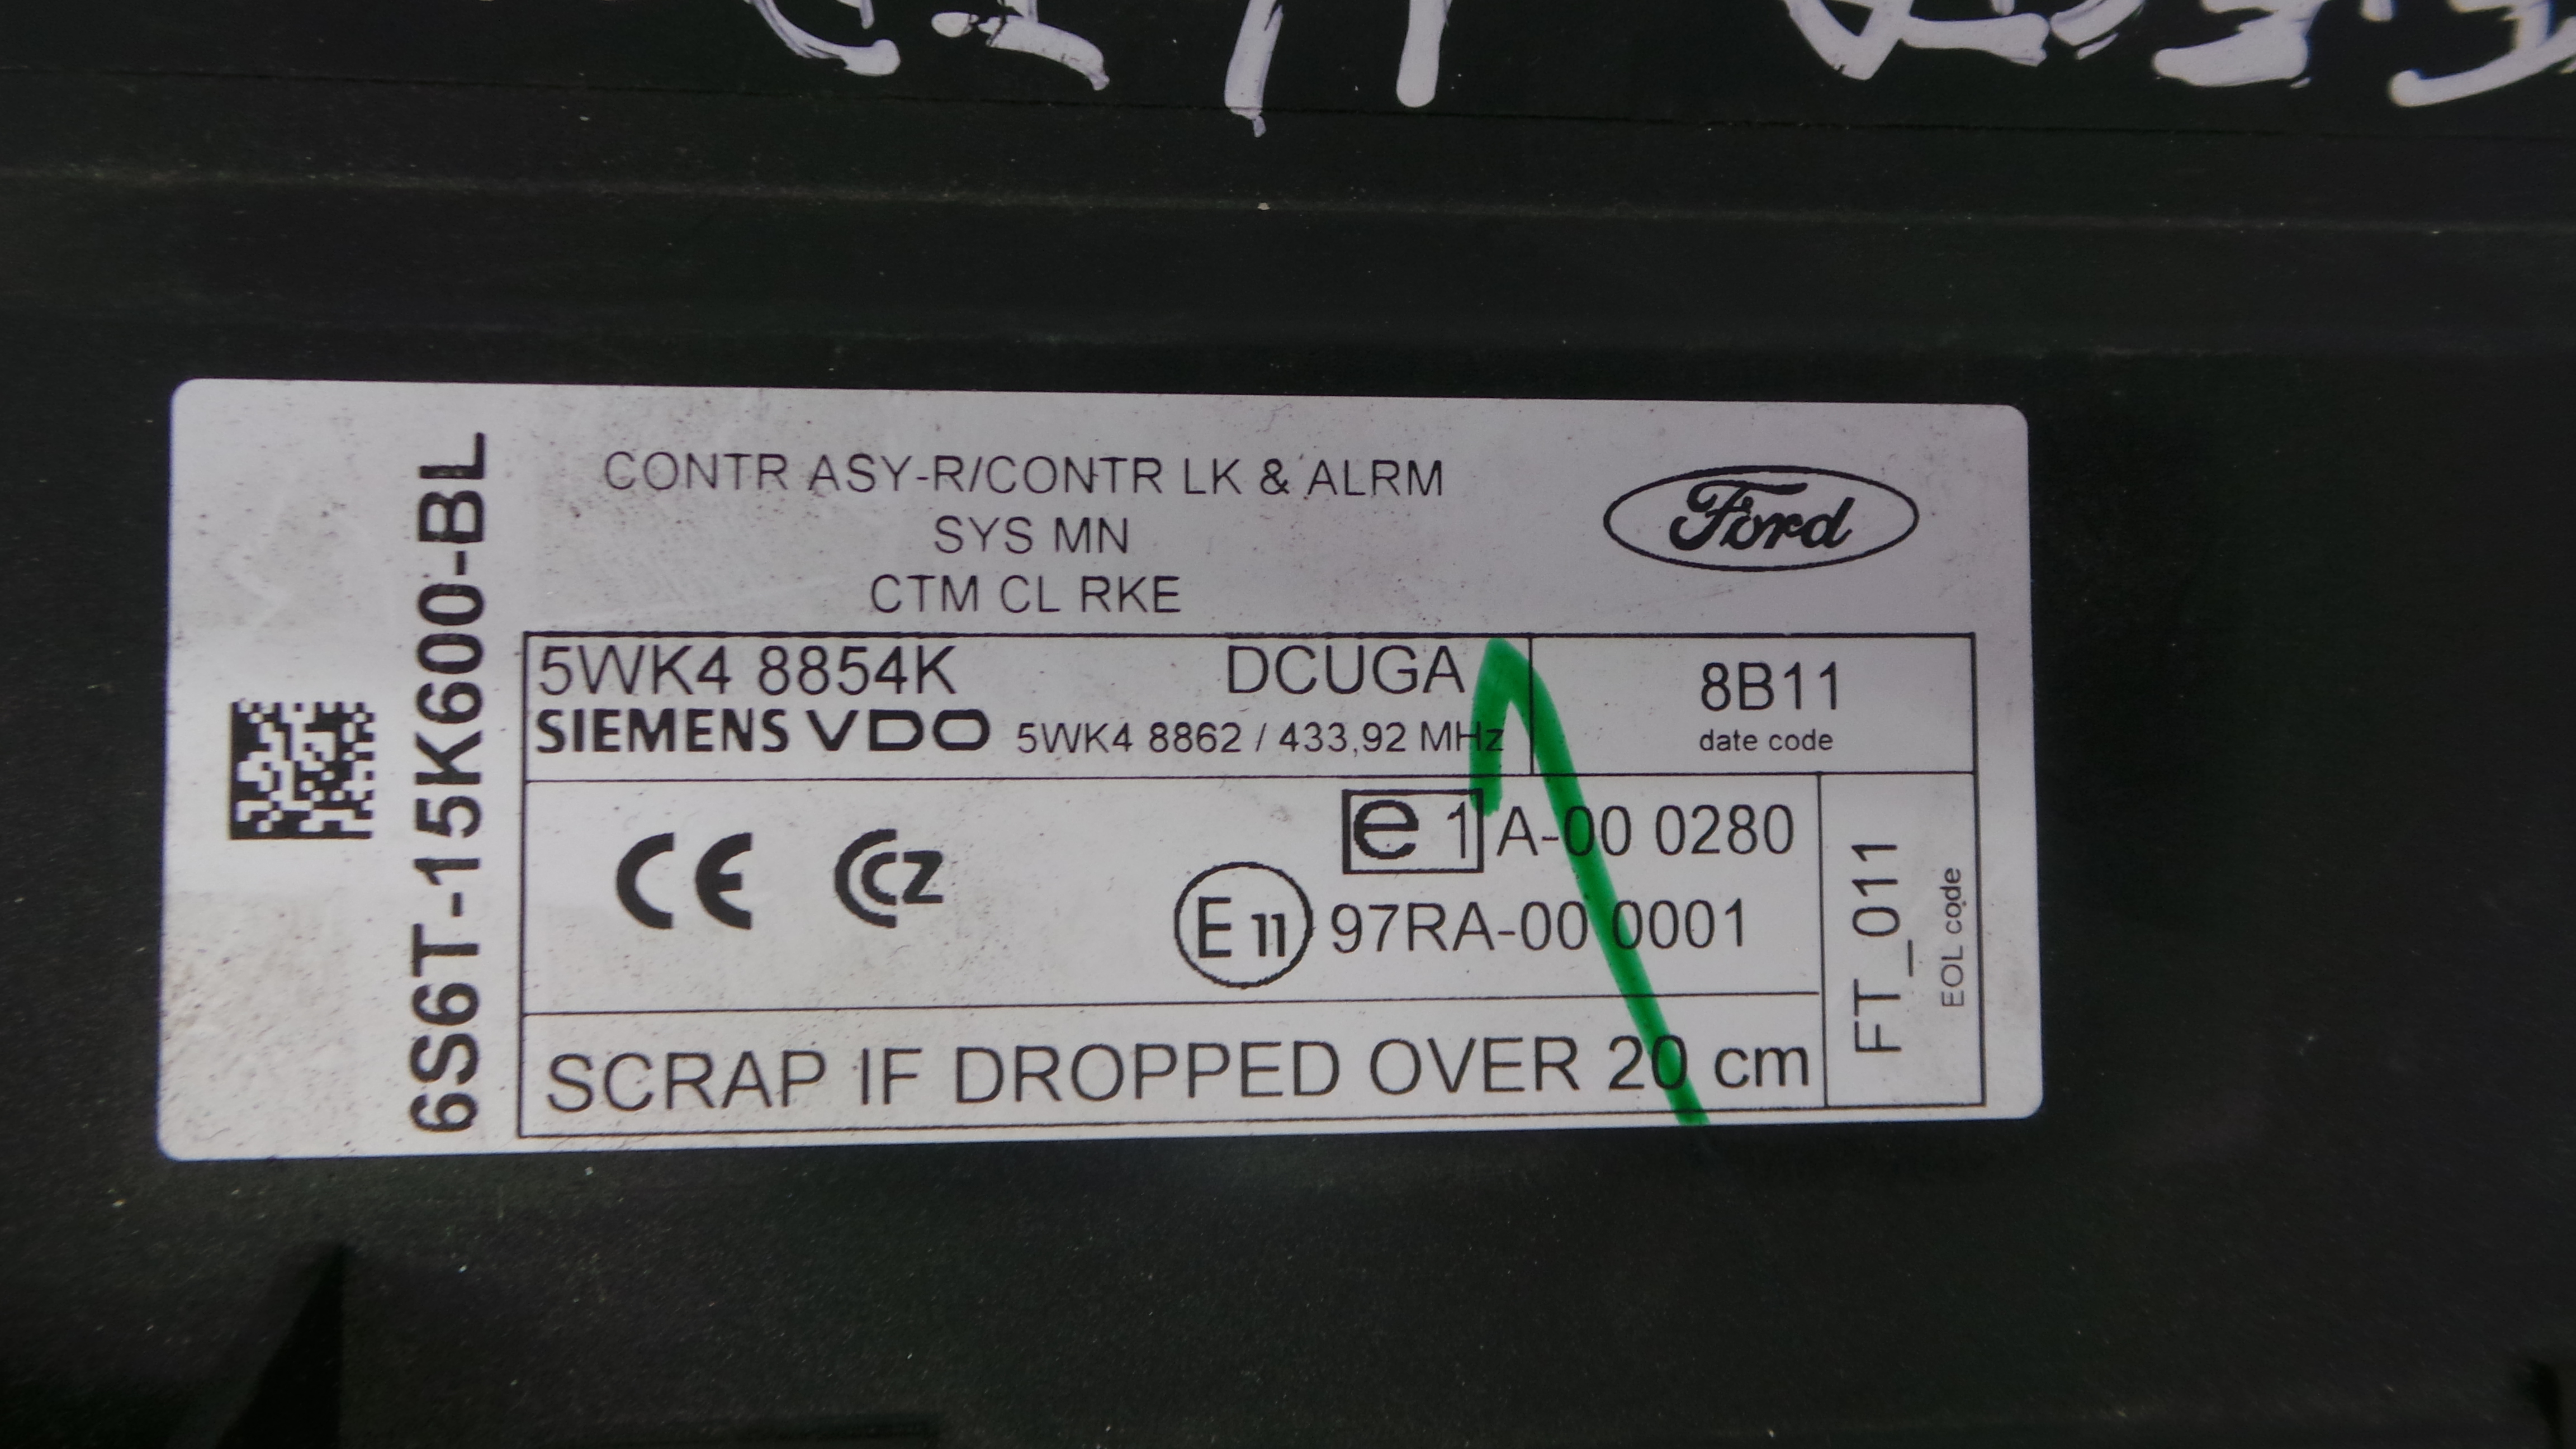 6S6T-15K600-BL
CONTR ASY-R/CONTR LK & ALRM
SYS MN
CTM CL RKE
Ford
5WK4 8854K DCUGA
SIEMENS VDO 5WK4 8862 / 433,92 MHz
8B11
date code
CE CCZ
e 1 A-00 0280
E 11 97RA-00 0001
FT_011
EOL code
SCRAP IF DROPPED OVER 20 cm